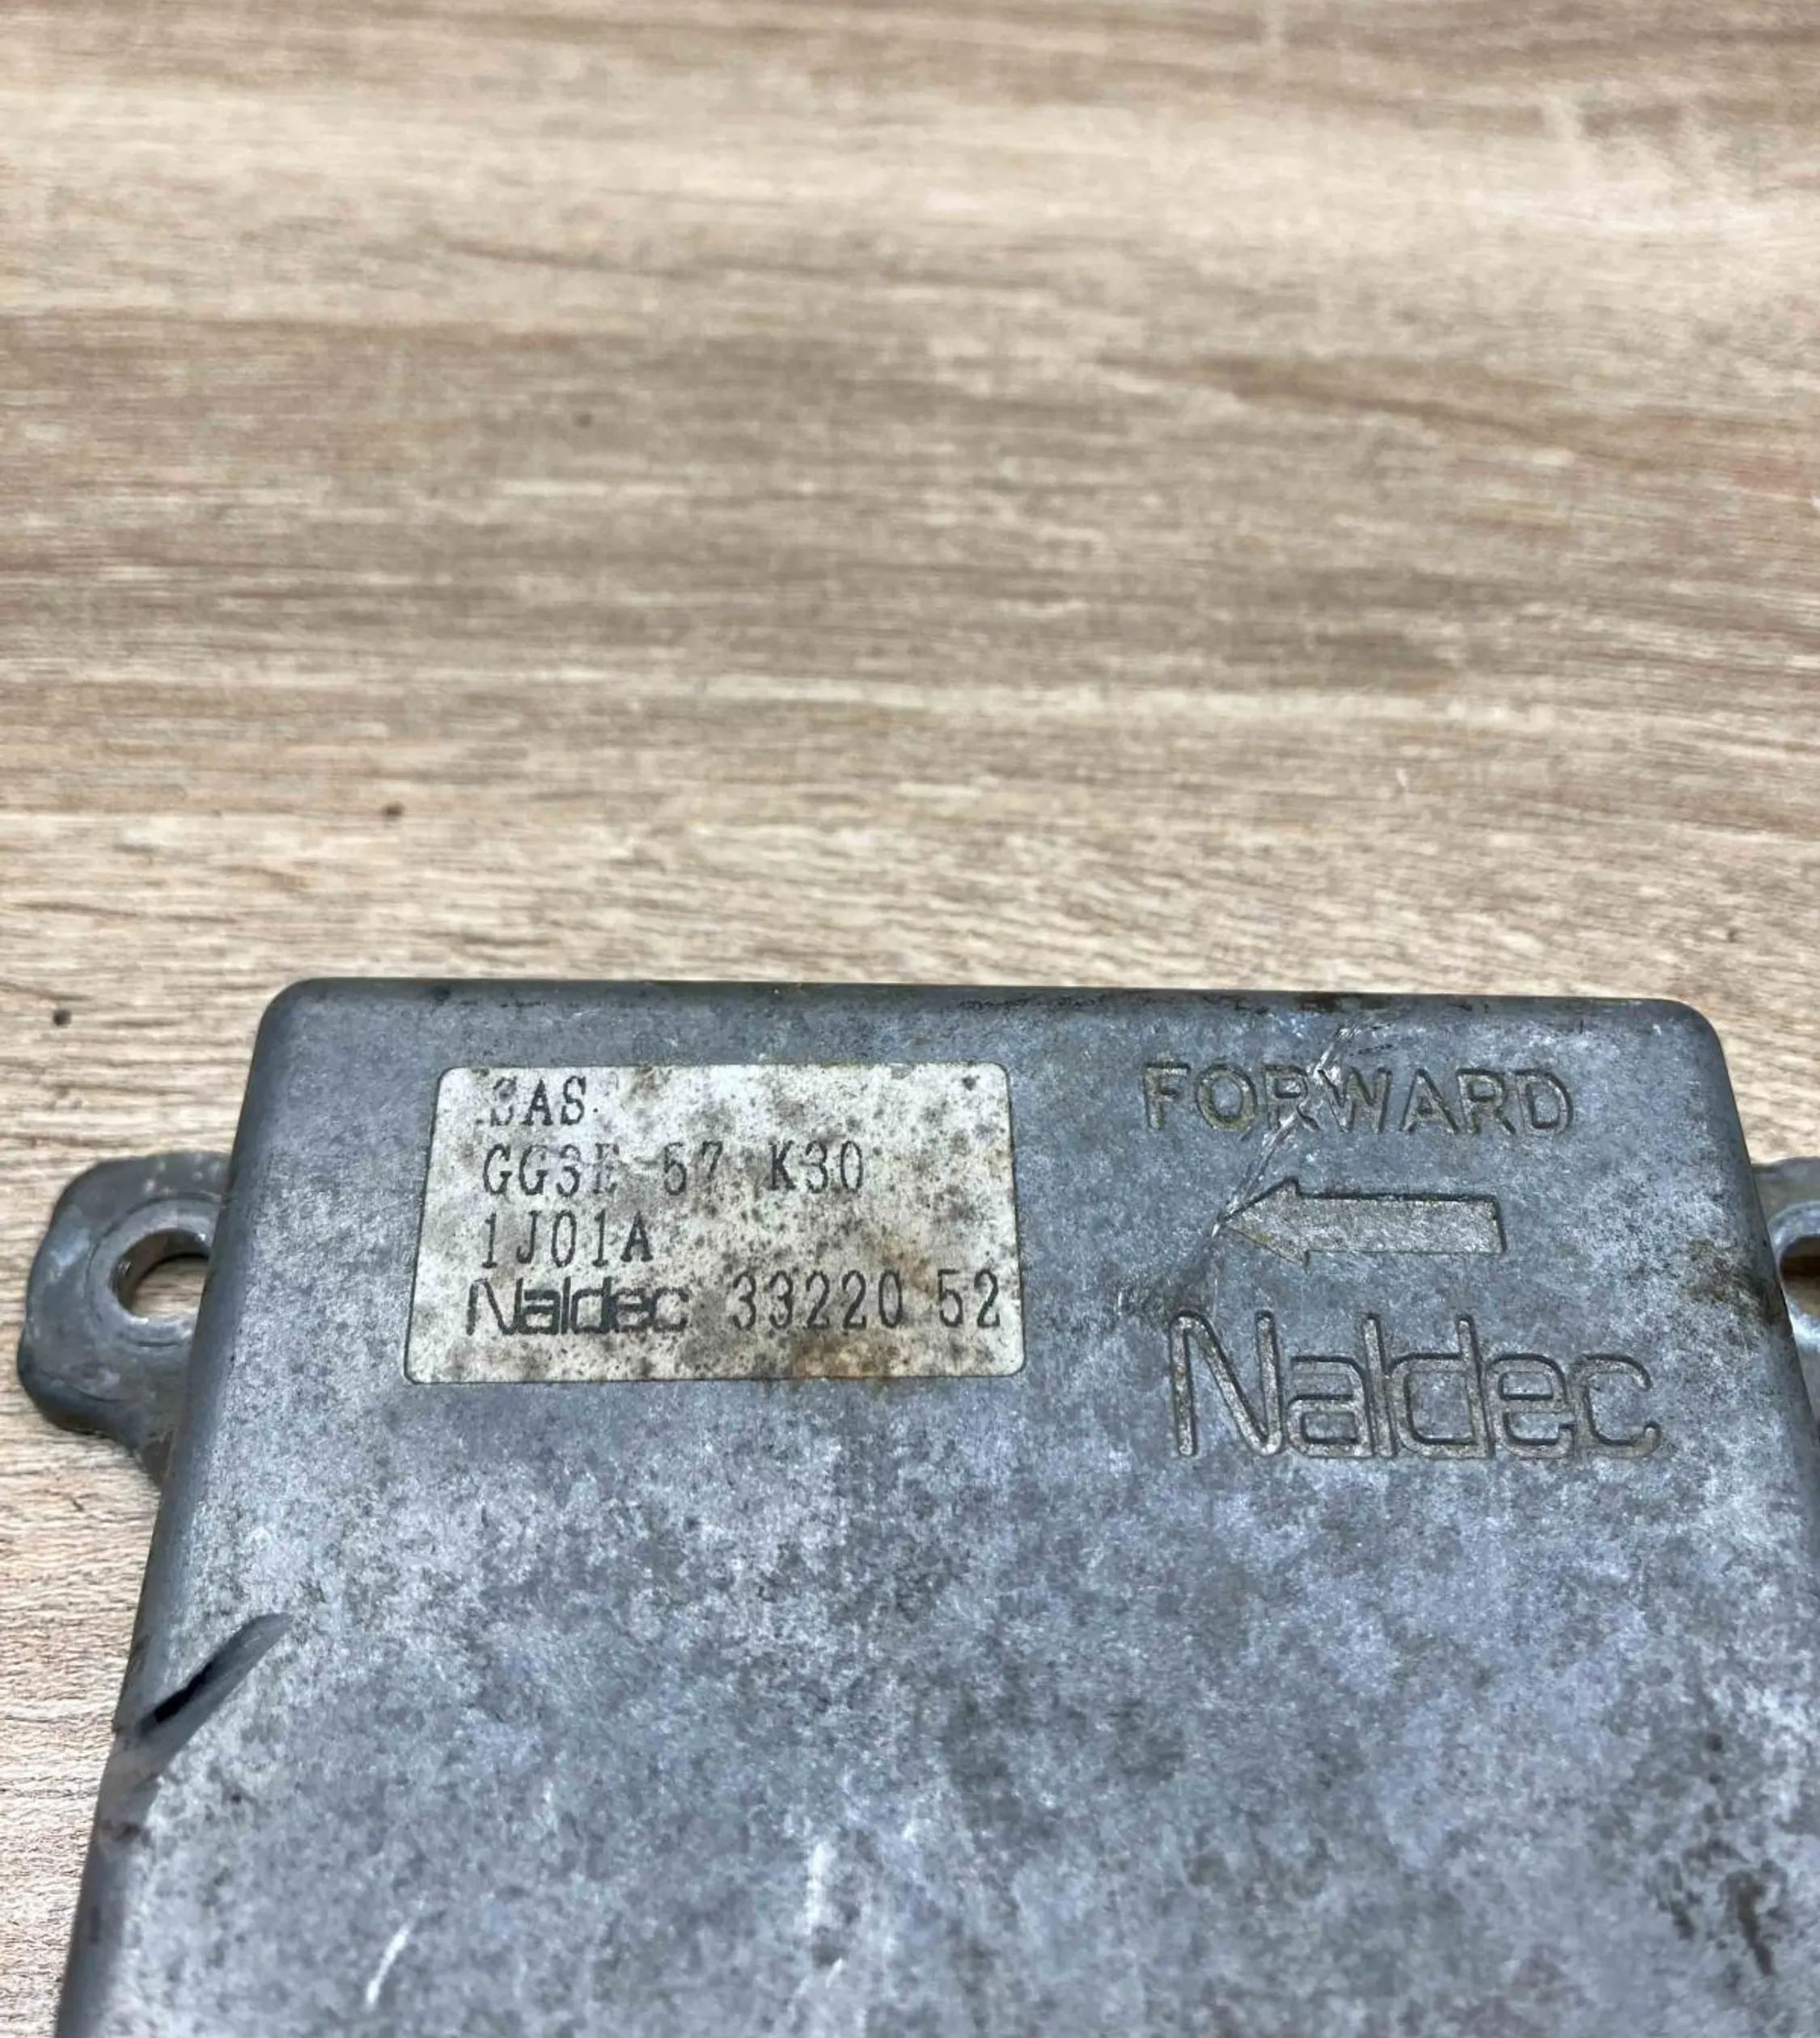 SAS
GG3E 57 K30
1J01A
Naldec 33220 52
FORWARD
Naldec